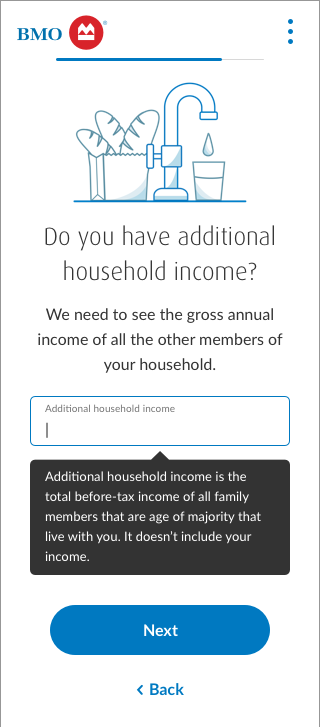 BMO
Do you have additional
household income?
We need to see the gross annual
income of all the other members of
your household.
Additional household income
Additional household income is the
total before-tax income of all family
members that are age of majority that
live with you. It doesn’t include your
income.
Next
Back